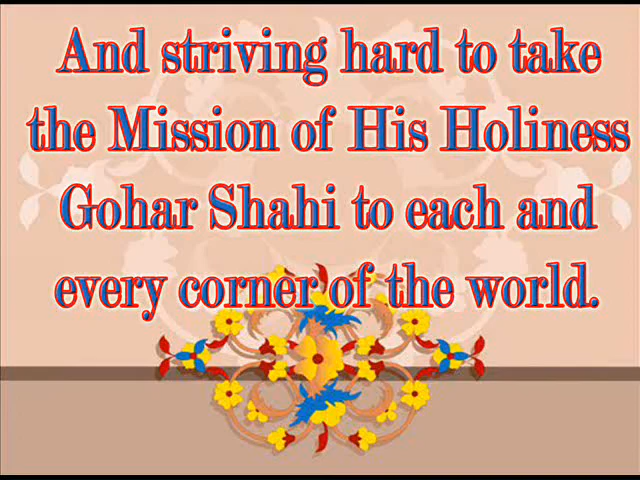 And striving hard to take
the Mission of His Holiness
Gohar Shahi to each and
every corner of the world.